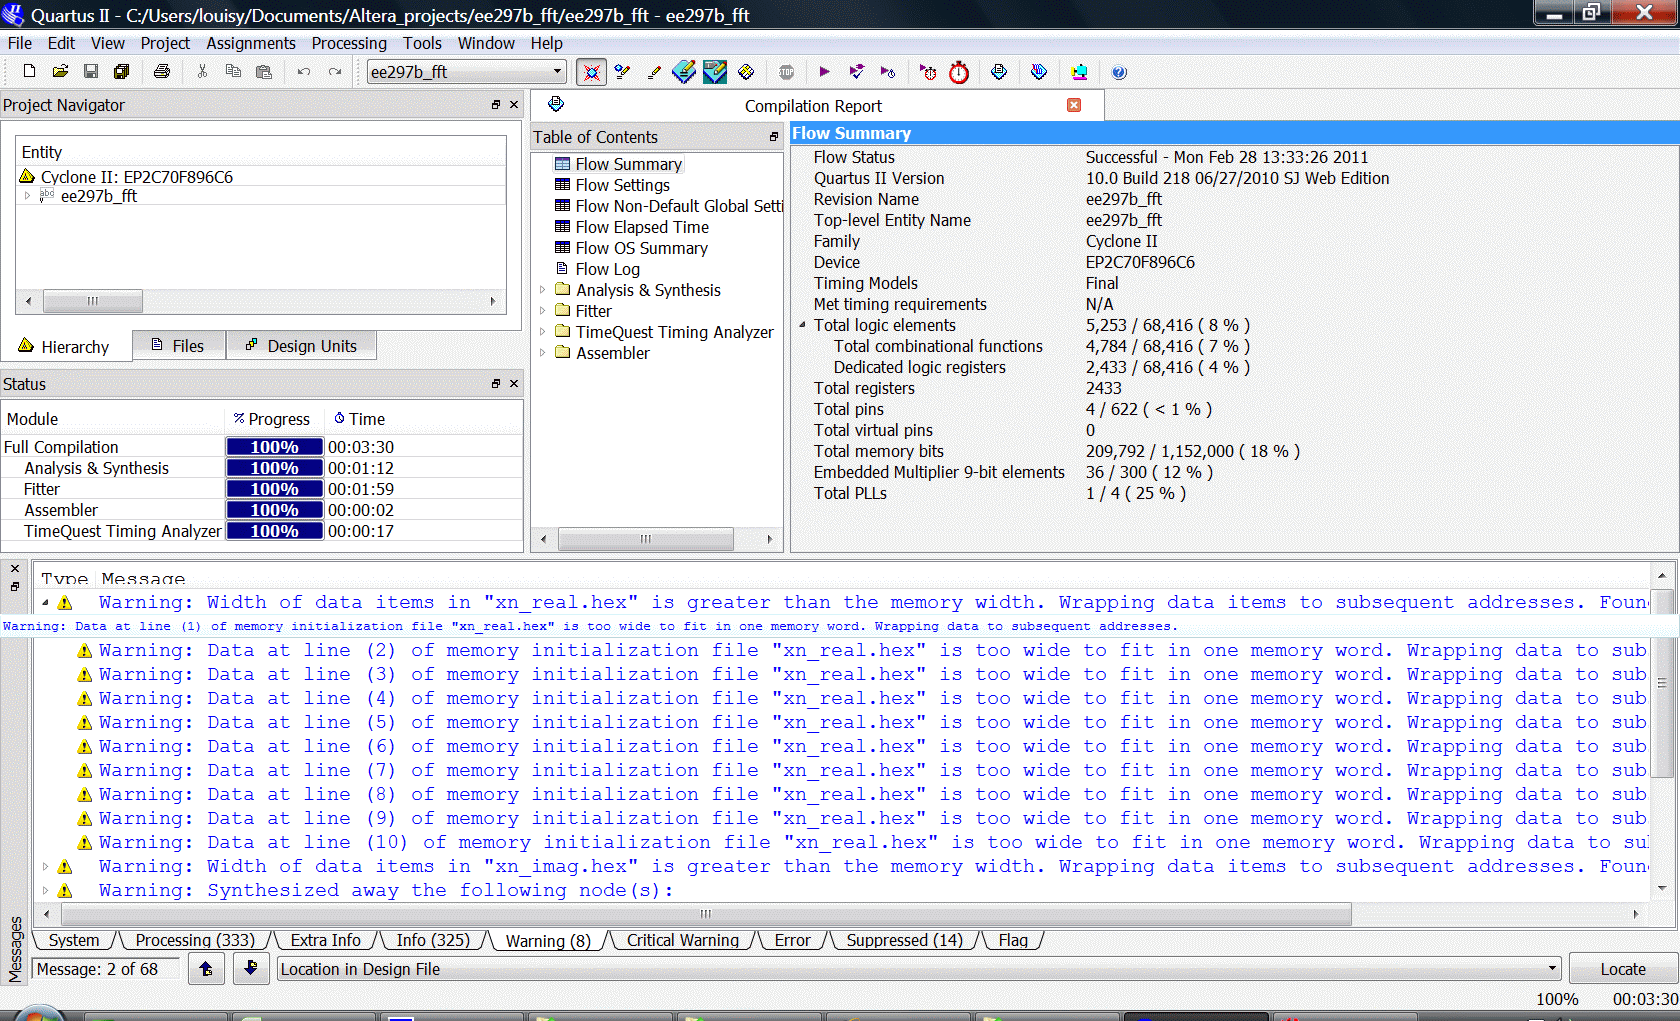 Quartus II - C:/Users/louisy/Documents/Altera_projects/ee297b_fft/ee297b_fft - ee297b_fft
File Edit View Project Assignments Processing Tools Window Help
ee297b_fft
Project Navigator
Entity
Cyclone II: EP2C70F896C6
ee297b_fft
Hierarchy Files Design Units
Status
Module % Progress Time
Full Compilation 100% 00:03:30
Analysis & Synthesis 100% 00:01:12
Fitter 100% 00:01:59
Assembler 100% 00:00:02
TimeQuest Timing Analyzer 100% 00:00:17
Compilation Report
Table of Contents
Flow Summary
Flow Settings
Flow Non-Default Global Setti
Flow Elapsed Time
Flow OS Summary
Flow Log
Analysis & Synthesis
Fitter
TimeQuest Timing Analyzer
Assembler
Flow Summary
Flow Status Successful - Mon Feb 28 13:33:26 2011
Quartus II Version 10.0 Build 218 06/27/2010 SJ Web Edition
Revision Name ee297b_fft
Top-level Entity Name ee297b_fft
Family Cyclone II
Device EP2C70F896C6
Timing Models Final
Met timing requirements N/A
Total logic elements 5,253 / 68,416 ( 8 % )
Total combinational functions 4,784 / 68,416 ( 7 % )
Dedicated logic registers 2,433 / 68,416 ( 4 % )
Total registers 2433
Total pins 4 / 622 ( < 1 % )
Total virtual pins 0
Total memory bits 209,792 / 1,152,000 ( 18 % )
Embedded Multiplier 9-bit elements 36 / 300 ( 12 % )
Total PLLs 1 / 4 ( 25 % )
Type Message
Warning: Width of data items in "xn_real.hex" is greater than the memory width. Wrapping data items to subsequent addresses. Foun
Warning: Data at line (1) of memory initialization file "xn_real.hex" is too wide to fit in one memory word. Wrapping data to subsequent addresses.
Warning: Data at line (2) of memory initialization file "xn_real.hex" is too wide to fit in one memory word. Wrapping data to sub
Warning: Data at line (3) of memory initialization file "xn_real.hex" is too wide to fit in one memory word. Wrapping data to sub
Warning: Data at line (4) of memory initialization file "xn_real.hex" is too wide to fit in one memory word. Wrapping data to sub
Warning: Data at line (5) of memory initialization file "xn_real.hex" is too wide to fit in one memory word. Wrapping data to sub
Warning: Data at line (6) of memory initialization file "xn_real.hex" is too wide to fit in one memory word. Wrapping data to sub
Warning: Data at line (7) of memory initialization file "xn_real.hex" is too wide to fit in one memory word. Wrapping data to sub
Warning: Data at line (8) of memory initialization file "xn_real.hex" is too wide to fit in one memory word. Wrapping data to sub
Warning: Data at line (9) of memory initialization file "xn_real.hex" is too wide to fit in one memory word. Wrapping data to sub
Warning: Data at line (10) of memory initialization file "xn_real.hex" is too wide to fit in one memory word. Wrapping data to su
Warning: Width of data items in "xn_imag.hex" is greater than the memory width. Wrapping data items to subsequent addresses. Foun
Warning: Synthesized away the following node(s):
Messages
System Processing (333) Extra Info Info (325) Warning (8) Critical Warning Error Suppressed (14) Flag
Message: 2 of 68 Location in Design File Locate
100% 00:03:30